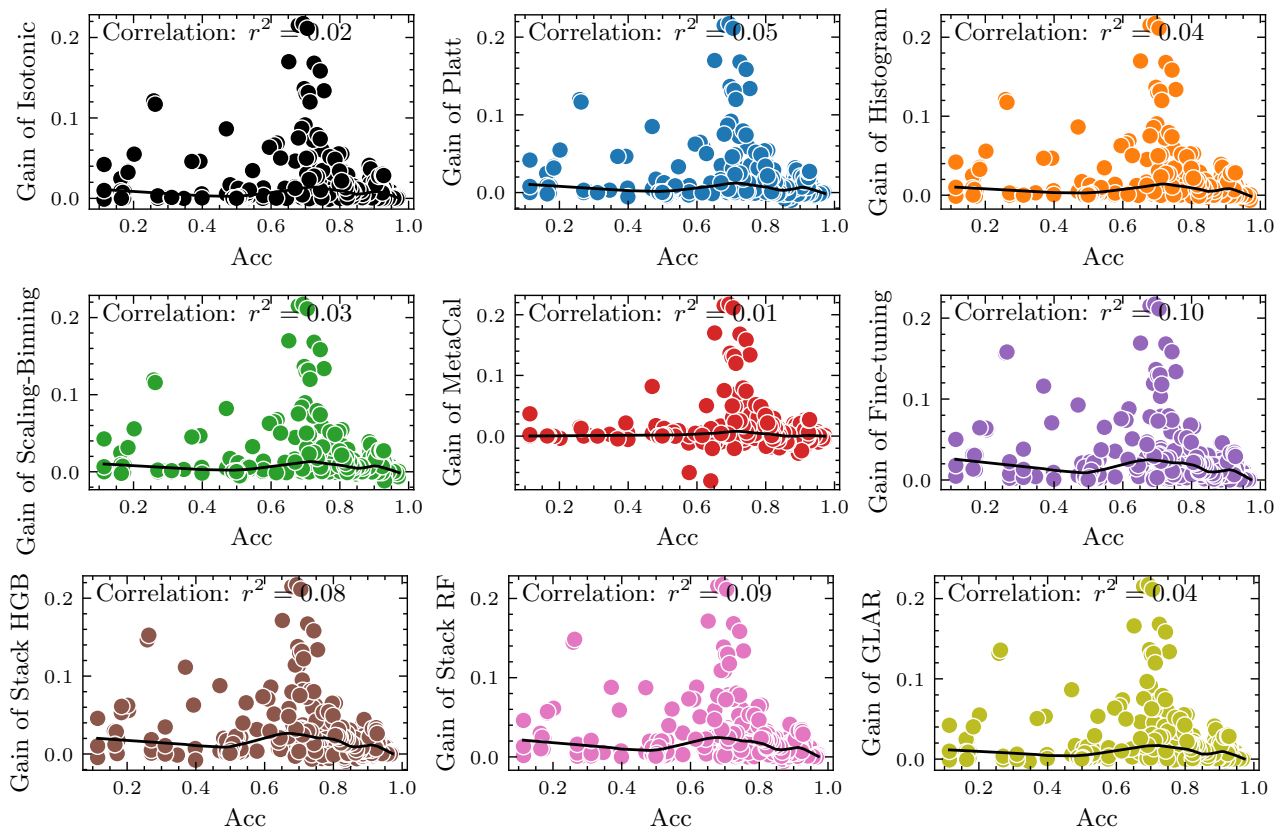 Gain of Isotonic
0.2
0.1
0.0
Correlation: r² = 0.02
0.2 0.4 0.6 0.8 1.0
Acc
Gain of Platt
0.2
0.1
0.0
Correlation: r² = 0.05
0.2 0.4 0.6 0.8 1.0
Acc
Gain of Histogram
0.2
0.1
0.0
Correlation: r² = 0.04
0.2 0.4 0.6 0.8 1.0
Acc
Gain of Scaling-Binning
0.2
0.1
0.0
Correlation: r² = 0.03
0.2 0.4 0.6 0.8 1.0
Acc
Gain of MetaCal
0.2
0.1
0.0
Correlation: r² = 0.01
0.2 0.4 0.6 0.8 1.0
Acc
Gain of Fine-tuning
0.2
0.1
0.0
Correlation: r² = 0.10
0.2 0.4 0.6 0.8 1.0
Acc
Gain of Stack HGB
0.2
0.1
0.0
Correlation: r² = 0.08
0.2 0.4 0.6 0.8 1.0
Acc
Gain of Stack RF
0.2
0.1
0.0
Correlation: r² = 0.09
0.2 0.4 0.6 0.8 1.0
Acc
Gain of GLAR
0.2
0.1
0.0
Correlation: r² = 0.04
0.2 0.4 0.6 0.8 1.0
Acc